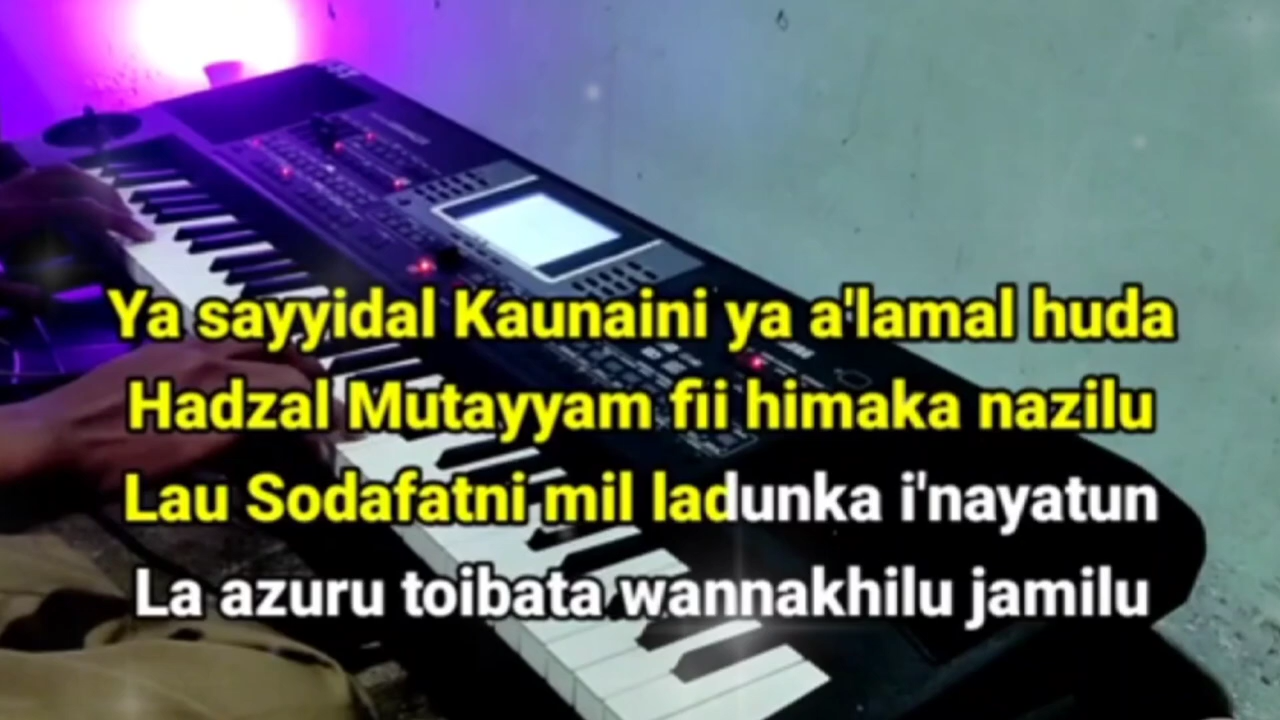 Ya sayyidal Kaunaini ya a'lamal huda
Hadzal Mutayyam fii himaka nazilu
Lau Sodafatni mil ladunka i'nayatun
La azuru toibata wannakhilu jamilu